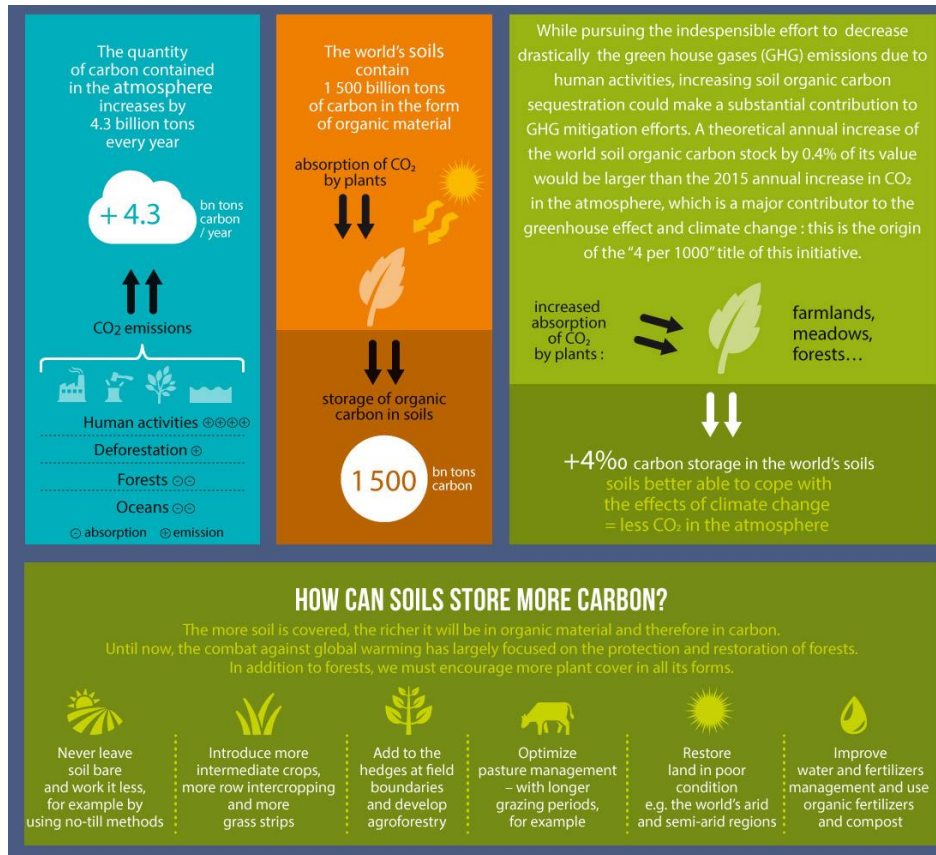 The quantity
of carbon contained
in the atmosphere
increases by
4.3 billion tons
every year
+ 4.3
bn tons
carbon
/ year
CO₂ emissions
Human activities ⊕⊕⊕⊕
Deforestation ⊕
Forests ⊖⊖
Oceans ⊖⊖
⊖ absorption ⊕ emission
The world's soils
contain
1 500 billion tons
of carbon in the form
of organic material
absorption of CO₂
by plants
storage of organic
carbon in soils
1 500
bn tons
carbon
While pursuing the indespensible effort to decrease
drastically the green house gases (GHG) emissions due to
human activities, increasing soil organic carbon
sequestration could make a substantial contribution to
GHG mitigation efforts. A theoretical annual increase of
the world soil organic carbon stock by 0.4% of its value
would be larger than the 2015 annual increase in CO₂
in the atmosphere, which is a major contributor to the
greenhouse effect and climate change : this is the origin
of the "4 per 1000" title of this initiative.
increased
absorption
of CO₂
by plants :
farmlands,
meadows,
forests...
+4‰ carbon storage in the world's soils
soils better able to cope with
the effects of climate change
= less CO₂ in the atmosphere
HOW CAN SOILS STORE MORE CARBON?
The more soil is covered, the richer it will be in organic material and therefore in carbon.
Until now, the combat against global warming has largely focused on the protection and restoration of forests.
In addition to forests, we must encourage more plant cover in all its forms.
Never leave
soil bare
and work it less,
for example by
using no-till methods
Introduce more
intermediate crops,
more row intercropping
and more
grass strips
Add to the
hedges at field
boundaries
and develop
agroforestry
Optimize
pasture management
– with longer
grazing periods,
for example
Restore
land in poor
condition
e.g. the world's arid
and semi-arid regions
Improve
water and fertilizers
management and use
organic fertilizers
and compost